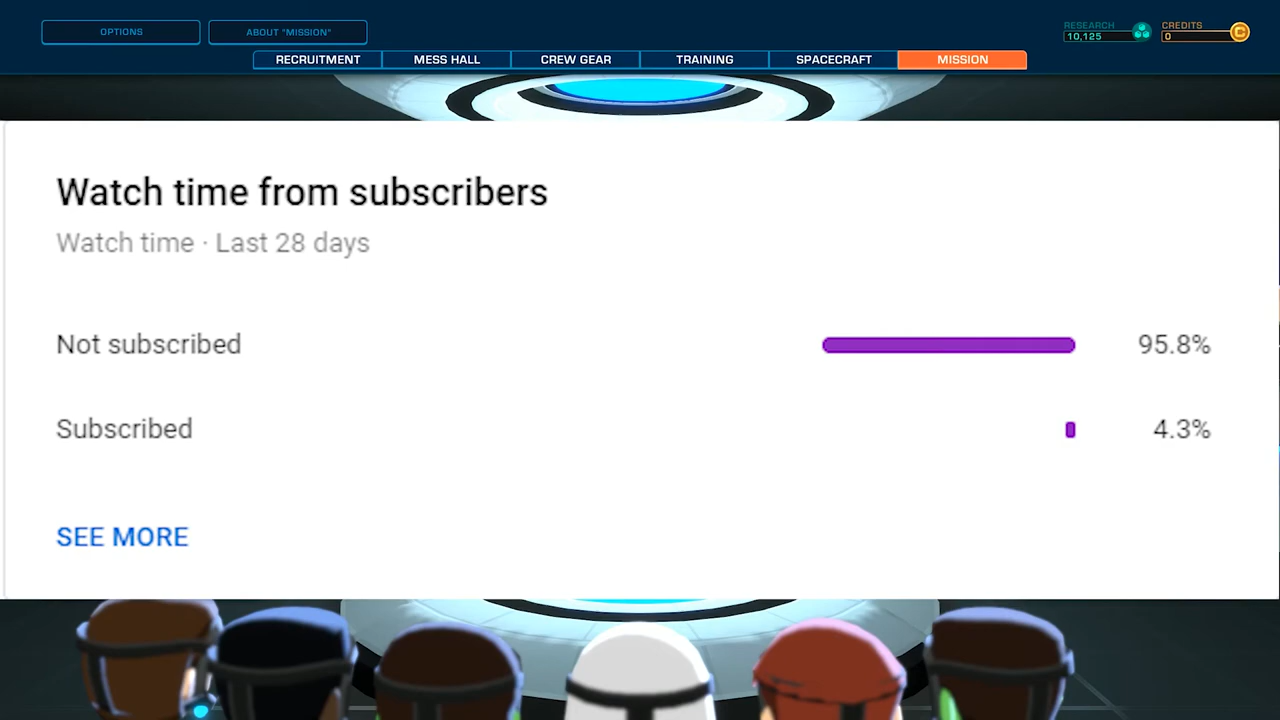 OPTIONS
ABOUT "MISSION"
RESEARCH
10,125
CREDITS
0
RECRUITMENT
MESS HALL
CREW GEAR
TRAINING
SPACECRAFT
MISSION
Watch time from subscribers
Watch time · Last 28 days
Not subscribed 95.8%
Subscribed 4.3%
SEE MORE